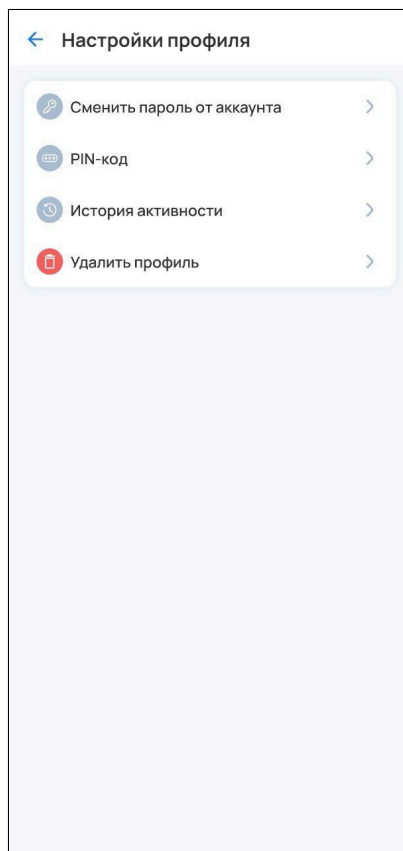 Настройки профиля
Сменить пароль от аккаунта
PIN-код
История активности
Удалить профиль